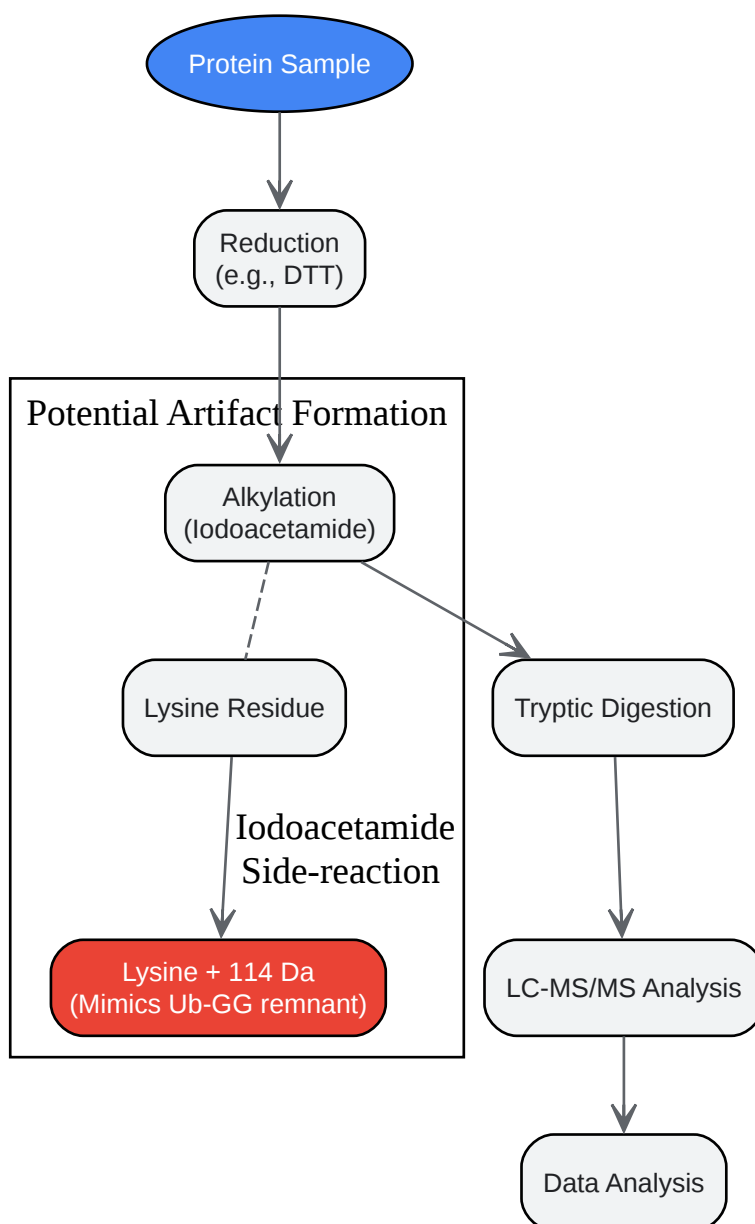 Protein Sample
Reduction
(e.g., DTT)
Potential Artifact Formation
Alkylation
(Iodoacetamide)
Lysine Residue
Tryptic Digestion
Iodoacetamide
Side-reaction
Lysine + 114 Da
(Mimics Ub-GG remnant)
LC-MS/MS Analysis
Data Analysis